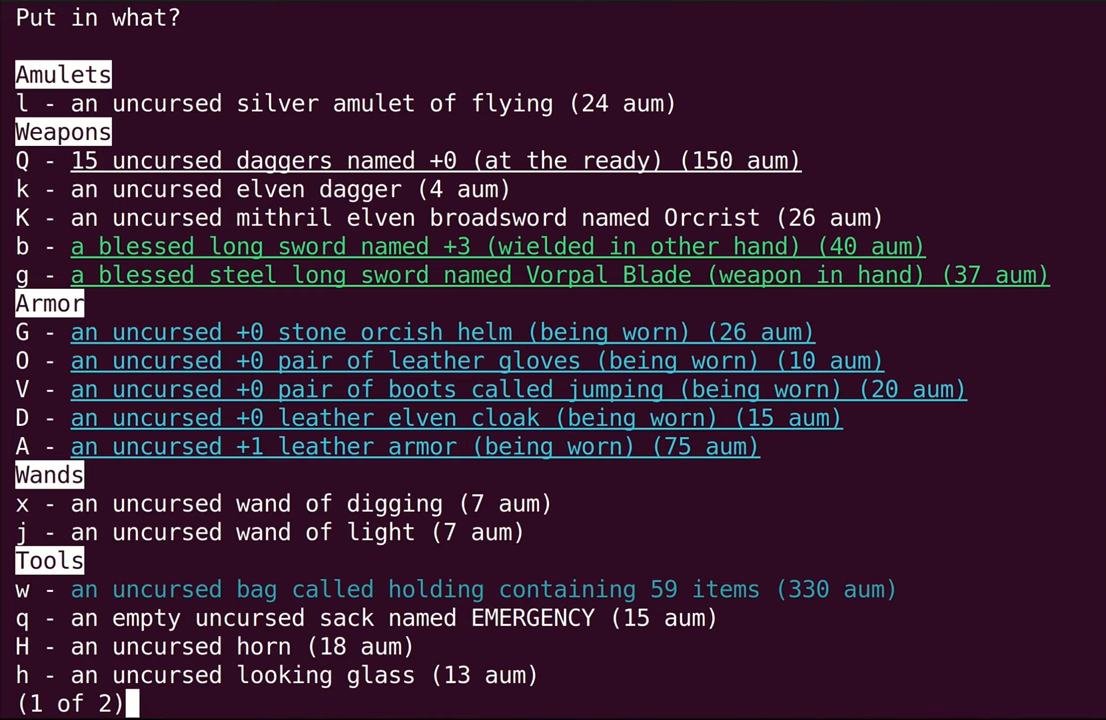 Put in what?
Amulets
l - an uncursed silver amulet of flying (24 aum)
Weapons
Q - 15 uncursed daggers named +0 (at the ready) (150 aum)
k - an uncursed elven dagger (4 aum)
K - an uncursed mithril elven broadsword named Orcrist (26 aum)
b - a blessed long sword named +3 (wielded in other hand) (40 aum)
g - a blessed steel long sword named Vorpal Blade (weapon in hand) (37 aum)
Armor
G - an uncursed +0 stone orcish helm (being worn) (26 aum)
O - an uncursed +0 pair of leather gloves (being worn) (10 aum)
V - an uncursed +0 pair of boots called jumping (being worn) (20 aum)
D - an uncursed +0 leather elven cloak (being worn) (15 aum)
A - an uncursed +1 leather armor (being worn) (75 aum)
Wands
x - an uncursed wand of digging (7 aum)
j - an uncursed wand of light (7 aum)
Tools
w - an uncursed bag called holding containing 59 items (330 aum)
q - an empty uncursed sack named EMERGENCY (15 aum)
H - an uncursed horn (18 aum)
h - an uncursed looking glass (13 aum)
(1 of 2)